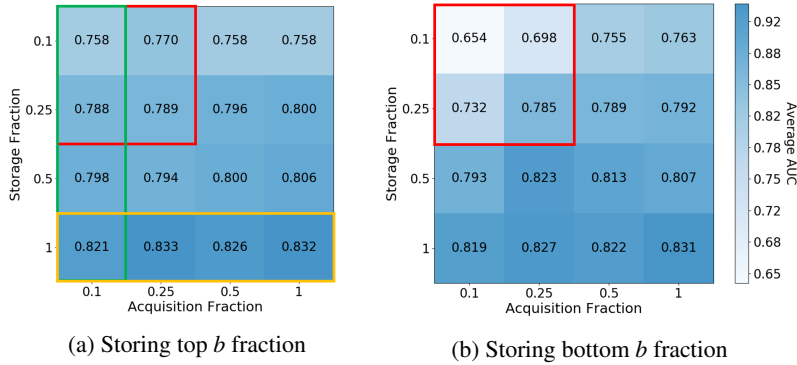 0.1 0.758 0.770 0.758 0.758
0.25 0.788 0.789 0.796 0.800
0.5 0.798 0.794 0.800 0.806
1 0.821 0.833 0.826 0.832
0.1 0.25 0.5 1
Acquisition Fraction
Storage Fraction
(a) Storing top b fraction
0.1 0.654 0.698 0.755 0.763
0.25 0.732 0.785 0.789 0.792
0.5 0.793 0.823 0.813 0.807
1 0.819 0.827 0.822 0.831
0.1 0.25 0.5 1
Acquisition Fraction
Storage Fraction
(b) Storing bottom b fraction
0.92
0.88
0.85
0.82
0.78
0.75
0.72
0.68
0.65
Average AUC